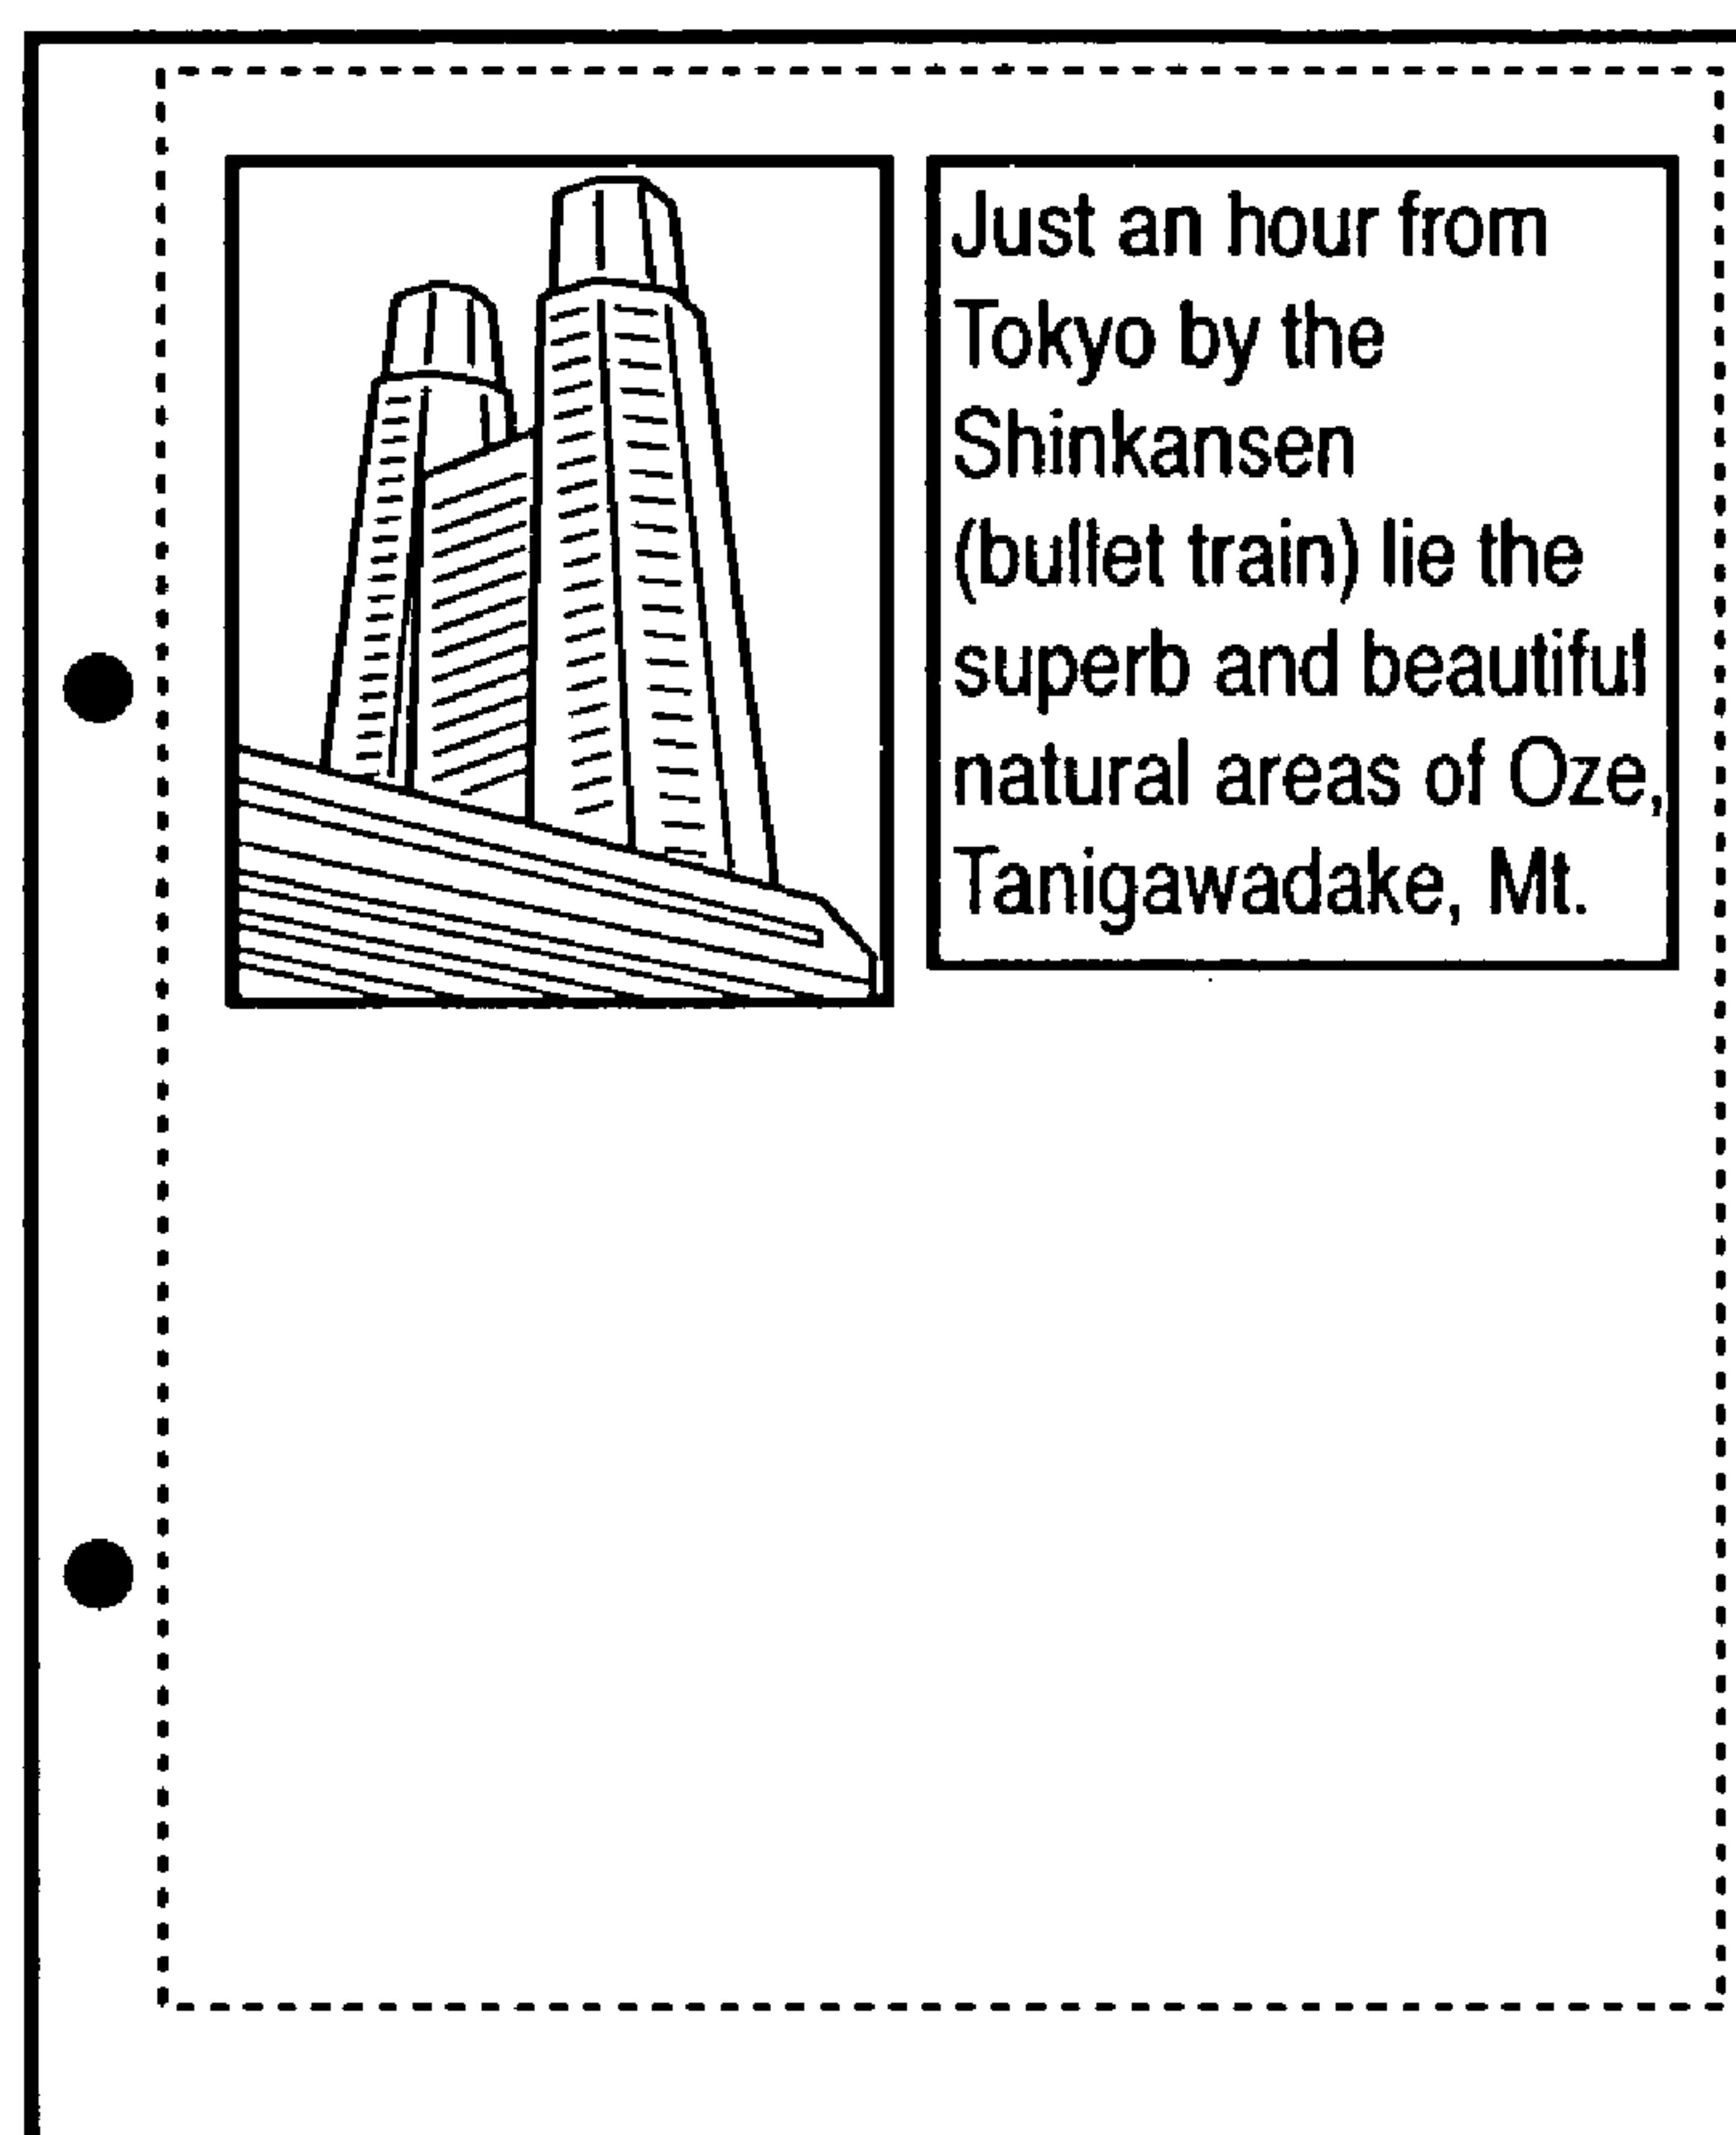 Just an hour from
Tokyo by the
Shinkansen
(bullet train) lie the
superb and beautiful
natural areas of Oze,
Tanigawadake, Mt.